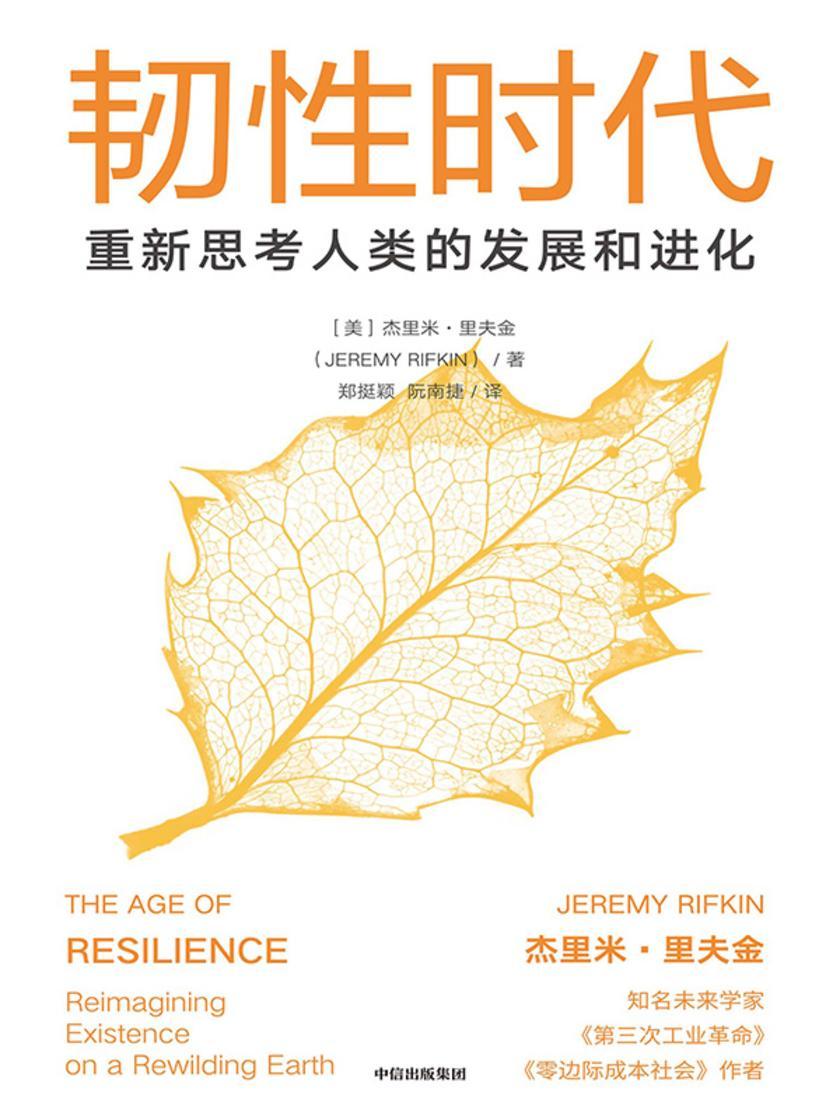 韧性时代
重新思考人类的发展和进化
[美] 杰里米·里夫金
（JEREMY RIFKIN） / 著
郑挺颖 阮南捷 / 译
THE AGE OF
RESILIENCE
Reimagining
Existence
on a Rewilding Earth
中信出版集团
JEREMY RIFKIN
杰里米·里夫金
知名未来学家
《第三次工业革命》
《零边际成本社会》作者